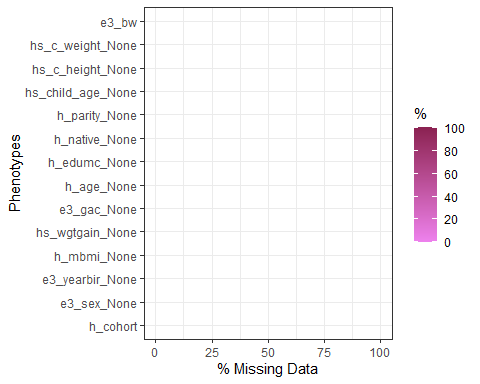 e3_bw
hs_c_weight_None
hs_c_height_None
hs_child_age_None
h_parity_None
h_native_None
h_edumc_None
h_age_None
e3_gac_None
hs_wgtgain_None
h_mbmi_None
e3_yearbir_None
e3_sex_None
h_cohort
Phenotypes
0 25 50 75 100
% Missing Data
%
100
80
60
40
20
0